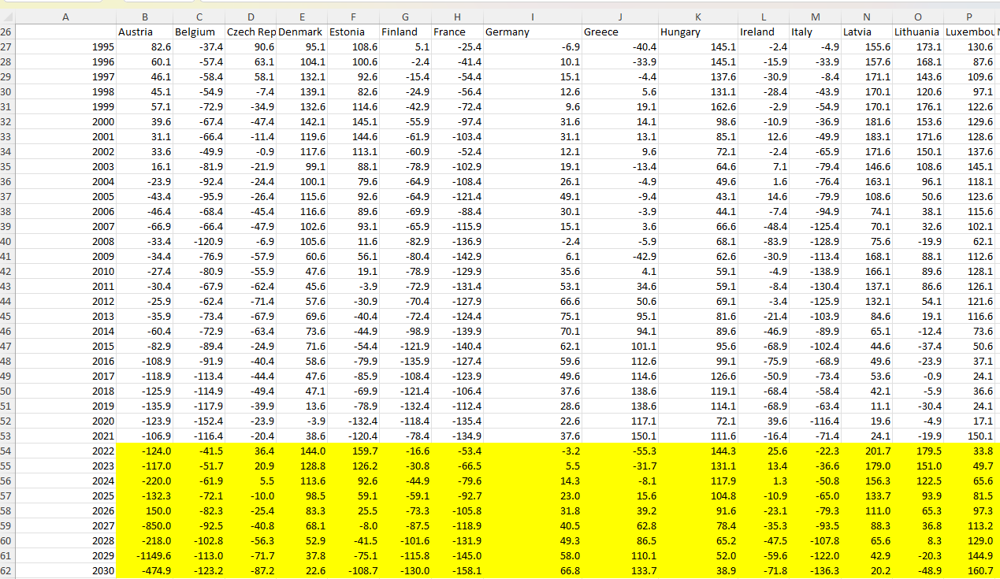 A B C D E F G H I J K L M N O P
26 Austria Belgium Czech Rep Denmark Estonia Finland France Germany Greece Hungary Ireland Italy Latvia Lithuania Luxembou
27 1995 82.6 -37.4 90.6 95.1 108.6 5.1 -25.4 -6.9 -40.4 145.1 -2.4 -4.9 155.6 173.1 130.6
28 1996 60.1 -57.4 63.1 104.1 100.6 -2.4 -41.4 10.1 -33.9 145.1 -15.9 -33.9 157.6 168.1 87.6
29 1997 46.1 -58.4 58.1 132.1 92.6 -15.4 -54.4 15.1 -4.4 137.6 -30.9 -8.4 171.1 143.6 109.6
30 1998 45.1 -54.9 -7.4 139.1 82.6 -24.9 -56.4 12.6 5.6 131.1 -28.4 -43.9 170.1 120.6 97.1
31 1999 57.1 -72.9 -34.9 132.6 114.6 -42.9 -72.4 9.6 19.1 162.6 -2.9 -54.9 170.1 176.1 122.6
32 2000 39.6 -67.4 -47.4 142.1 145.1 -55.9 -97.4 31.6 14.1 98.6 -10.9 -36.9 181.6 153.6 129.6
33 2001 31.1 -66.4 -11.4 119.6 144.6 -61.9 -103.4 31.1 13.1 85.1 12.6 -49.9 183.1 171.6 128.6
34 2002 33.6 -49.9 -0.9 117.6 113.1 -60.9 -52.4 12.1 9.6 72.1 -2.4 -65.9 171.6 150.1 137.6
35 2003 16.1 -81.9 -21.9 99.1 88.1 -78.9 -102.9 19.1 -13.4 64.6 7.1 -79.4 146.6 108.6 145.1
36 2004 -23.9 -92.4 -24.4 100.1 79.6 -64.9 -108.4 26.1 -4.9 49.6 1.6 -76.4 163.1 96.1 118.1
37 2005 -43.4 -95.9 -26.4 115.6 92.6 -64.9 -121.4 49.1 -9.4 43.1 14.6 -79.9 108.6 50.6 123.6
38 2006 -46.4 -68.4 -45.4 116.6 89.6 -69.9 -88.4 30.1 -3.9 44.1 -7.4 -94.9 74.1 38.1 115.6
39 2007 -66.9 -66.4 -47.9 102.6 93.1 -65.9 -115.9 15.1 3.6 66.6 -48.4 -125.4 70.1 32.6 102.1
40 2008 -33.4 -120.9 -6.9 105.6 11.6 -82.9 -136.9 -2.4 -5.9 68.1 -83.9 -128.9 75.6 -19.9 62.1
41 2009 -34.4 -76.9 -57.9 60.6 56.1 -80.4 -142.9 6.1 -42.9 62.6 -30.9 -113.4 168.1 88.1 112.6
42 2010 -27.4 -80.9 -55.9 47.6 19.1 -78.9 -129.9 35.6 4.1 59.1 -4.9 -138.9 166.1 89.6 128.1
43 2011 -30.4 -67.9 -62.4 45.6 -3.9 -72.9 -131.4 53.1 34.6 59.1 -8.4 -130.4 137.1 86.6 126.1
44 2012 -25.9 -62.4 -71.4 57.6 -30.9 -70.4 -127.9 66.6 50.6 69.1 -3.4 -125.9 132.1 54.1 121.6
45 2013 -35.9 -73.4 -67.9 69.6 -40.4 -72.4 -124.4 75.1 95.1 81.6 -21.4 -103.9 84.6 19.1 116.6
46 2014 -60.4 -72.9 -63.4 73.6 -44.9 -98.9 -139.9 70.1 94.1 89.6 -46.9 -89.9 65.1 -12.4 73.6
47 2015 -82.9 -89.4 -24.9 71.6 -54.4 -121.9 -140.4 62.1 101.1 95.6 -68.9 -102.4 44.6 -37.4 50.6
48 2016 -108.9 -91.9 -40.4 58.6 -79.9 -135.9 -127.4 59.6 112.6 99.1 -75.9 -68.9 49.6 -23.9 37.1
49 2017 -118.9 -113.4 -44.4 47.6 -85.9 -108.4 -123.9 49.6 114.6 126.6 -50.9 -73.4 53.6 -0.9 24.1
50 2018 -125.9 -114.9 -49.4 47.1 -69.9 -121.4 -106.4 37.6 138.6 119.1 -68.4 -58.4 42.1 -5.9 36.6
51 2019 -135.9 -117.9 -39.9 13.6 -78.9 -132.4 -112.4 28.6 138.6 114.1 -68.9 -63.4 11.1 -30.4 24.1
52 2020 -123.9 -152.4 -23.9 -3.9 -132.4 -118.4 -135.4 22.6 117.1 72.1 39.6 -116.4 19.6 -4.9 17.1
53 2021 -106.9 -116.4 -20.4 38.6 -120.4 -78.4 -134.9 37.6 150.1 111.6 -16.4 -71.4 24.1 -19.9 150.1
54 2022 -124.0 -41.5 36.4 144.0 159.7 -16.6 -53.4 -3.2 -55.3 144.3 25.6 -22.3 201.7 179.5 33.8
55 2023 -117.0 -51.7 20.9 128.8 126.2 -30.8 -66.5 5.5 -31.7 131.1 13.4 -36.6 179.0 151.0 49.7
56 2024 -220.0 -61.9 5.5 113.6 92.6 -44.9 -79.6 14.3 -8.1 117.9 1.3 -50.8 156.3 122.5 65.6
57 2025 -132.3 -72.1 -10.0 98.5 59.1 -59.1 -92.7 23.0 15.6 104.8 -10.9 -65.0 133.7 93.9 81.5
58 2026 150.0 -82.3 -25.4 83.3 25.5 -73.3 -105.8 31.8 39.2 91.6 -23.1 -79.3 111.0 65.3 97.3
59 2027 -850.0 -92.5 -40.8 68.1 -8.0 -87.5 -118.9 40.5 62.8 78.4 -35.3 -93.5 88.3 36.8 113.2
60 2028 -218.0 -102.8 -56.3 52.9 -41.5 -101.6 -131.9 49.3 86.5 65.2 -47.5 -107.8 65.6 8.3 129.0
61 2029 -1149.6 -113.0 -71.7 37.8 -75.1 -115.8 -145.0 58.0 110.1 52.0 -59.6 -122.0 42.9 -20.3 144.9
62 2030 -474.9 -123.2 -87.2 22.6 -108.7 -130.0 -158.1 66.8 133.7 38.9 -71.8 -136.3 20.2 -48.9 160.7